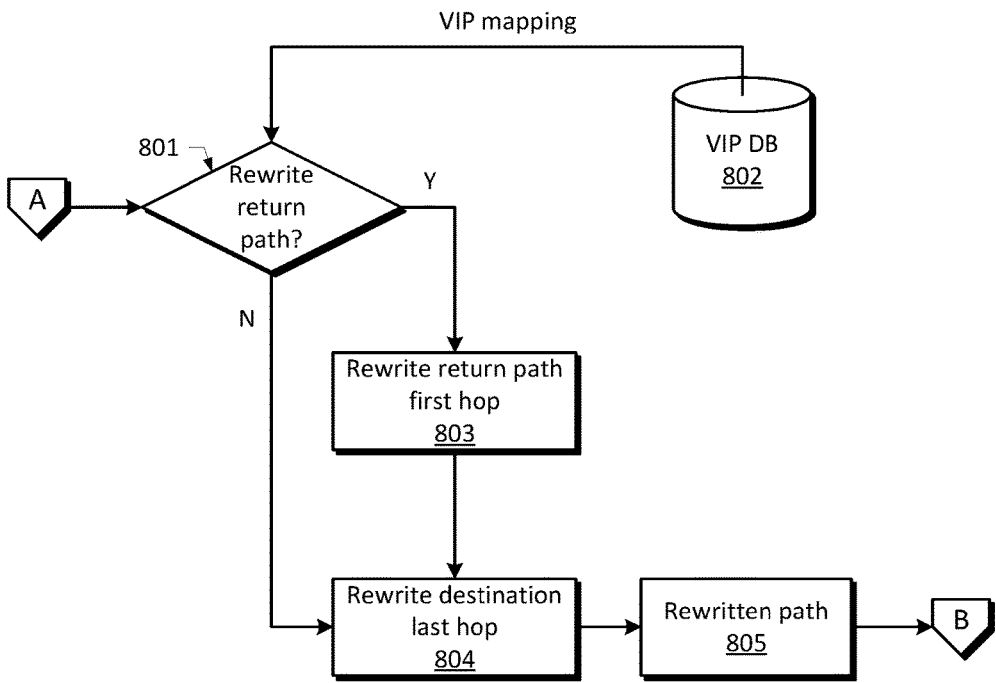 VIP mapping
801
VIP DB
802
A
Rewrite
return
path?
Y
N
Rewrite return path
first hop
803
Rewrite destination
last hop
804
Rewritten path
805
B